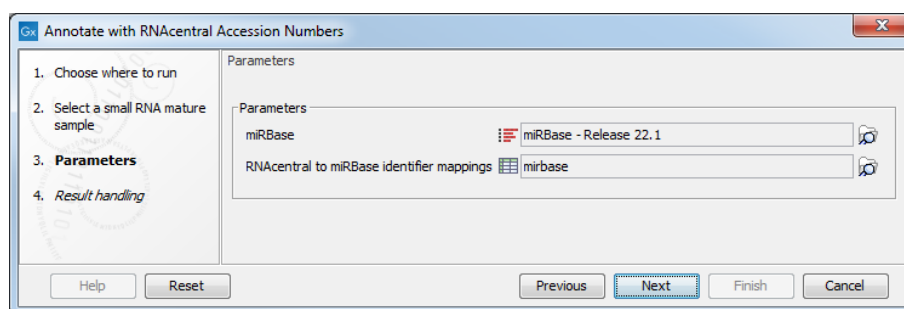 Gx Annotate with RNAcentral Accession Numbers X
1. Choose where to run
2. Select a small RNA mature
sample
3. Parameters
4. Result handling
Parameters
Parameters
miRBase miRBase - Release 22.1
RNAcentral to miRBase identifier mappings mirbase
Help Reset Previous Next Finish Cancel